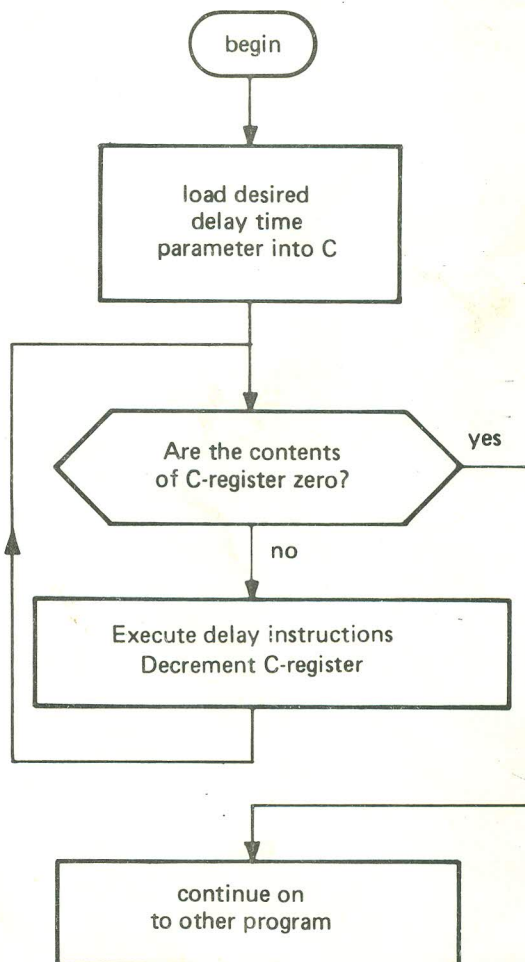 begin
load desired
delay time
parameter into C
Are the contents
of C-register zero?
yes
no
Execute delay instructions
Decrement C-register
continue on
to other program